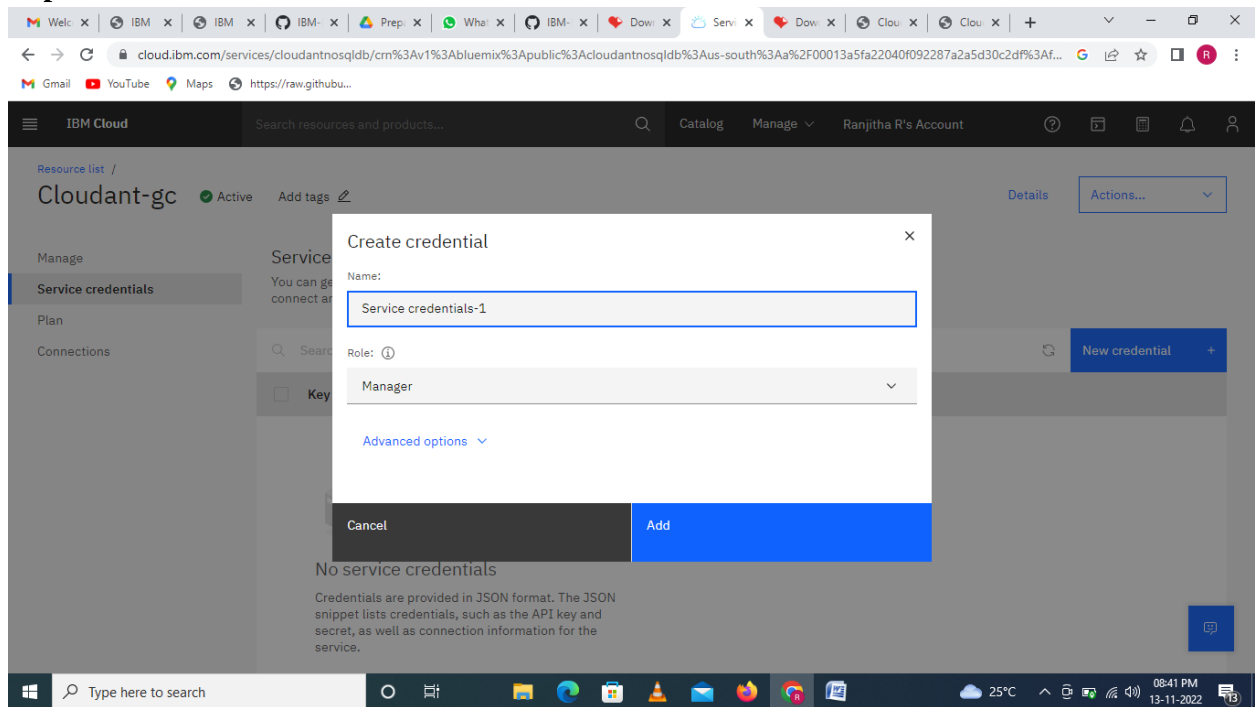 Welc
IBM
IBM
IBM-
Prep
What
IBM-
Dow
Servi
Dow
Clou
Clou
cloud.ibm.com/services/cloudantnosqldb/crn%3Av1%3Abluemix%3Apublic%3Acloudantnosqldb%3Aus-south%3Aa%2F00013a5fa22040f092287a2a5d30c2df%3Af...
Gmail YouTube Maps https://raw.githubu...
IBM Cloud Search resources and products... Catalog Manage Ranjitha R's Account
Resource list /
Cloudant-gc Active Add tags Details Actions...
Manage
Service credentials
Plan
Connections
Service
You can ge
connect ar
Searc
New credential +
Key
Create credential
Name:
Service credentials-1
Role:
Manager
Advanced options
Cancel Add
No service credentials
Credentials are provided in JSON format. The JSON
snippet lists credentials, such as the API key and
secret, as well as connection information for the
service.
Type here to search
25°C
08:41 PM
13-11-2022
13